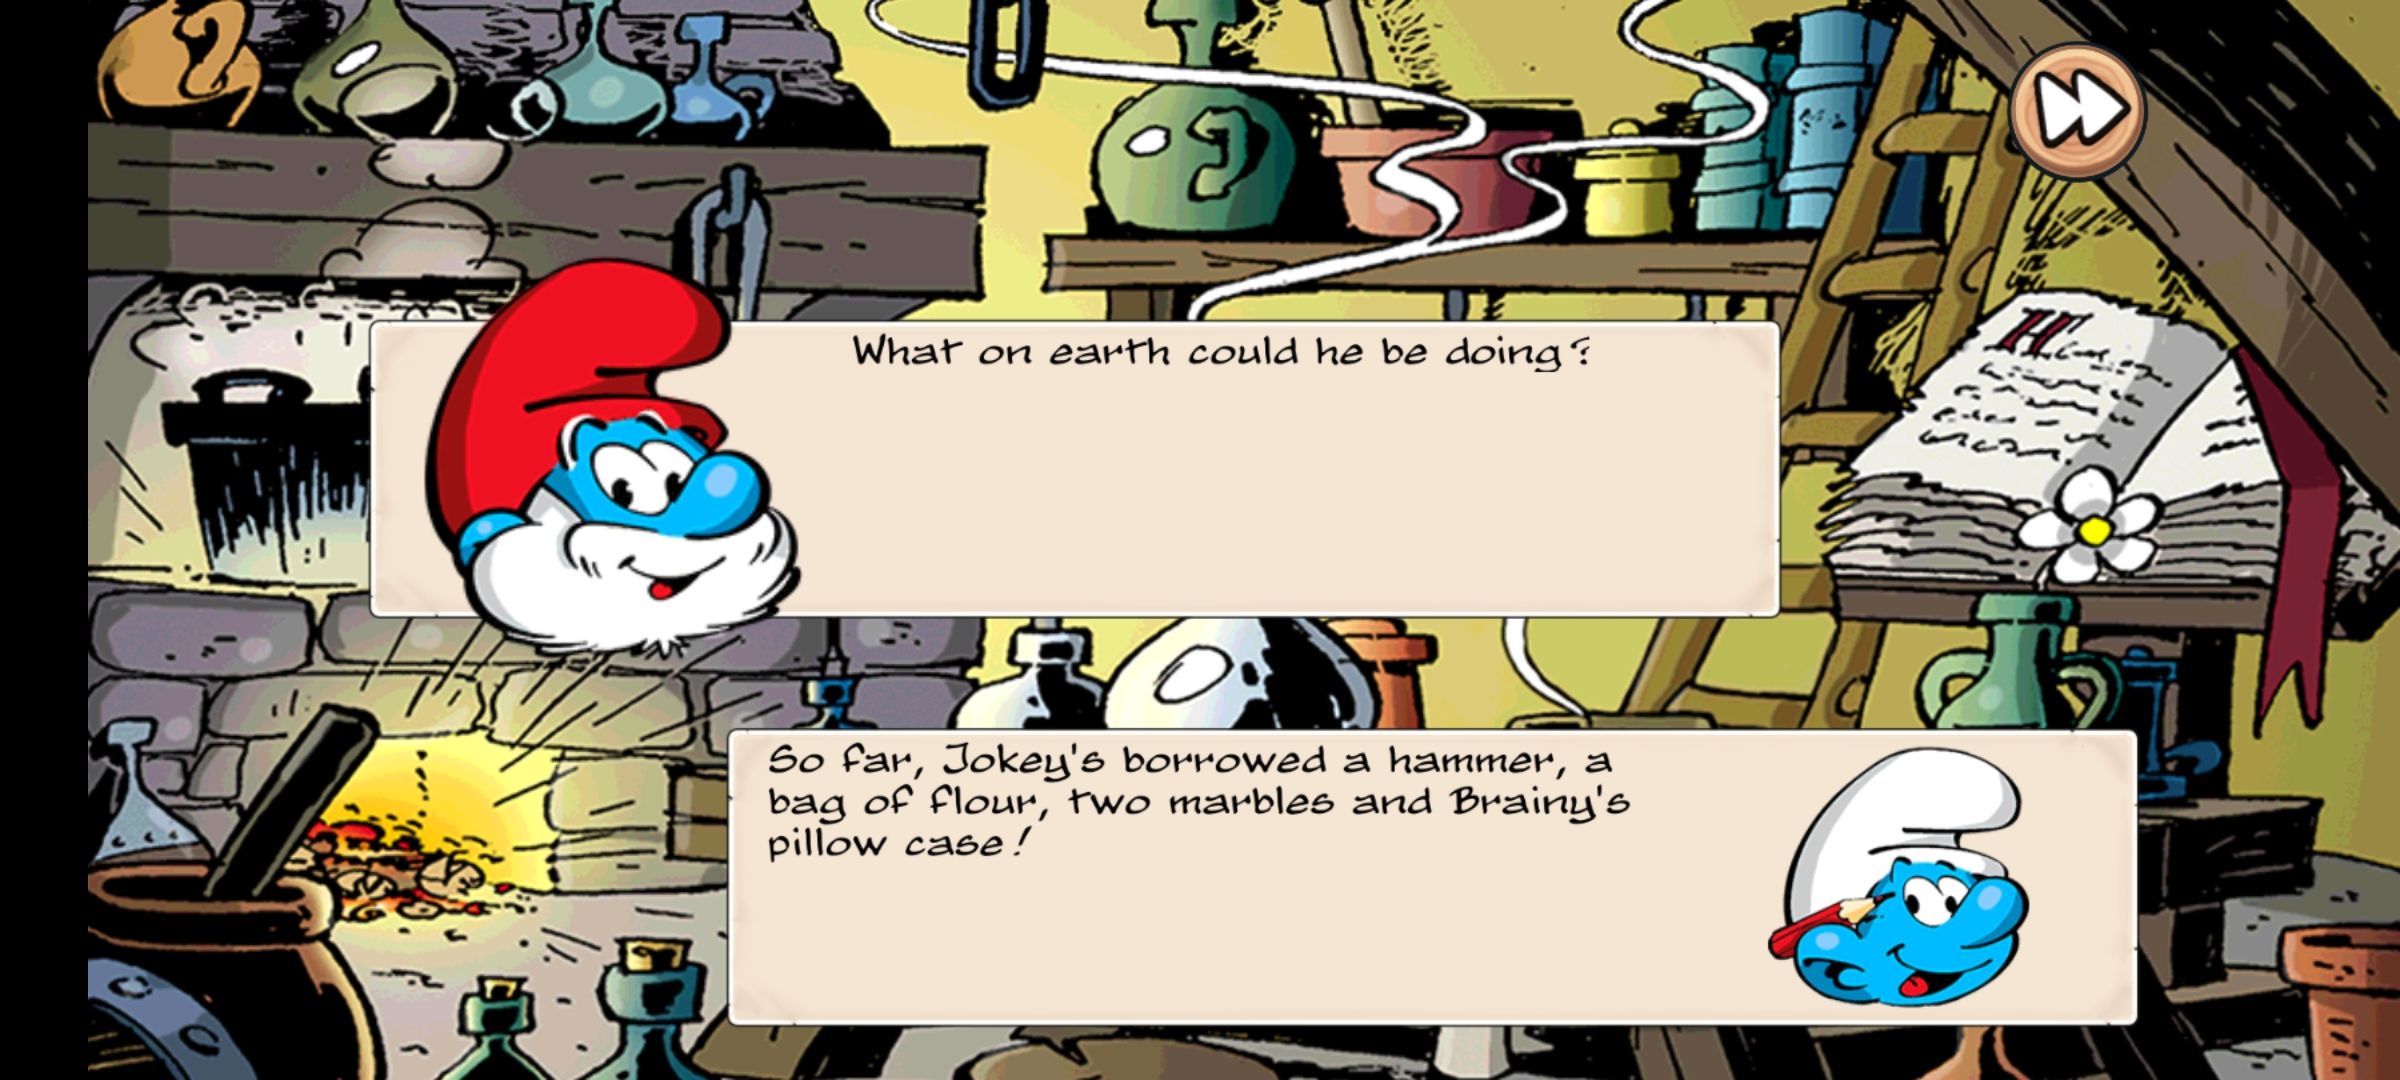 What on earth could he be doing?
So far, Jokey's borrowed a hammer, a
bag of flour, two marbles and Brainy's
pillow case!